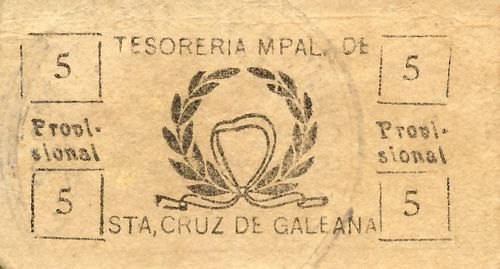 TESORERIA MPAL. DE
5
5
Provi-
sional
Provi-
sional
5
5
STA, CRUZ DE GALEANA